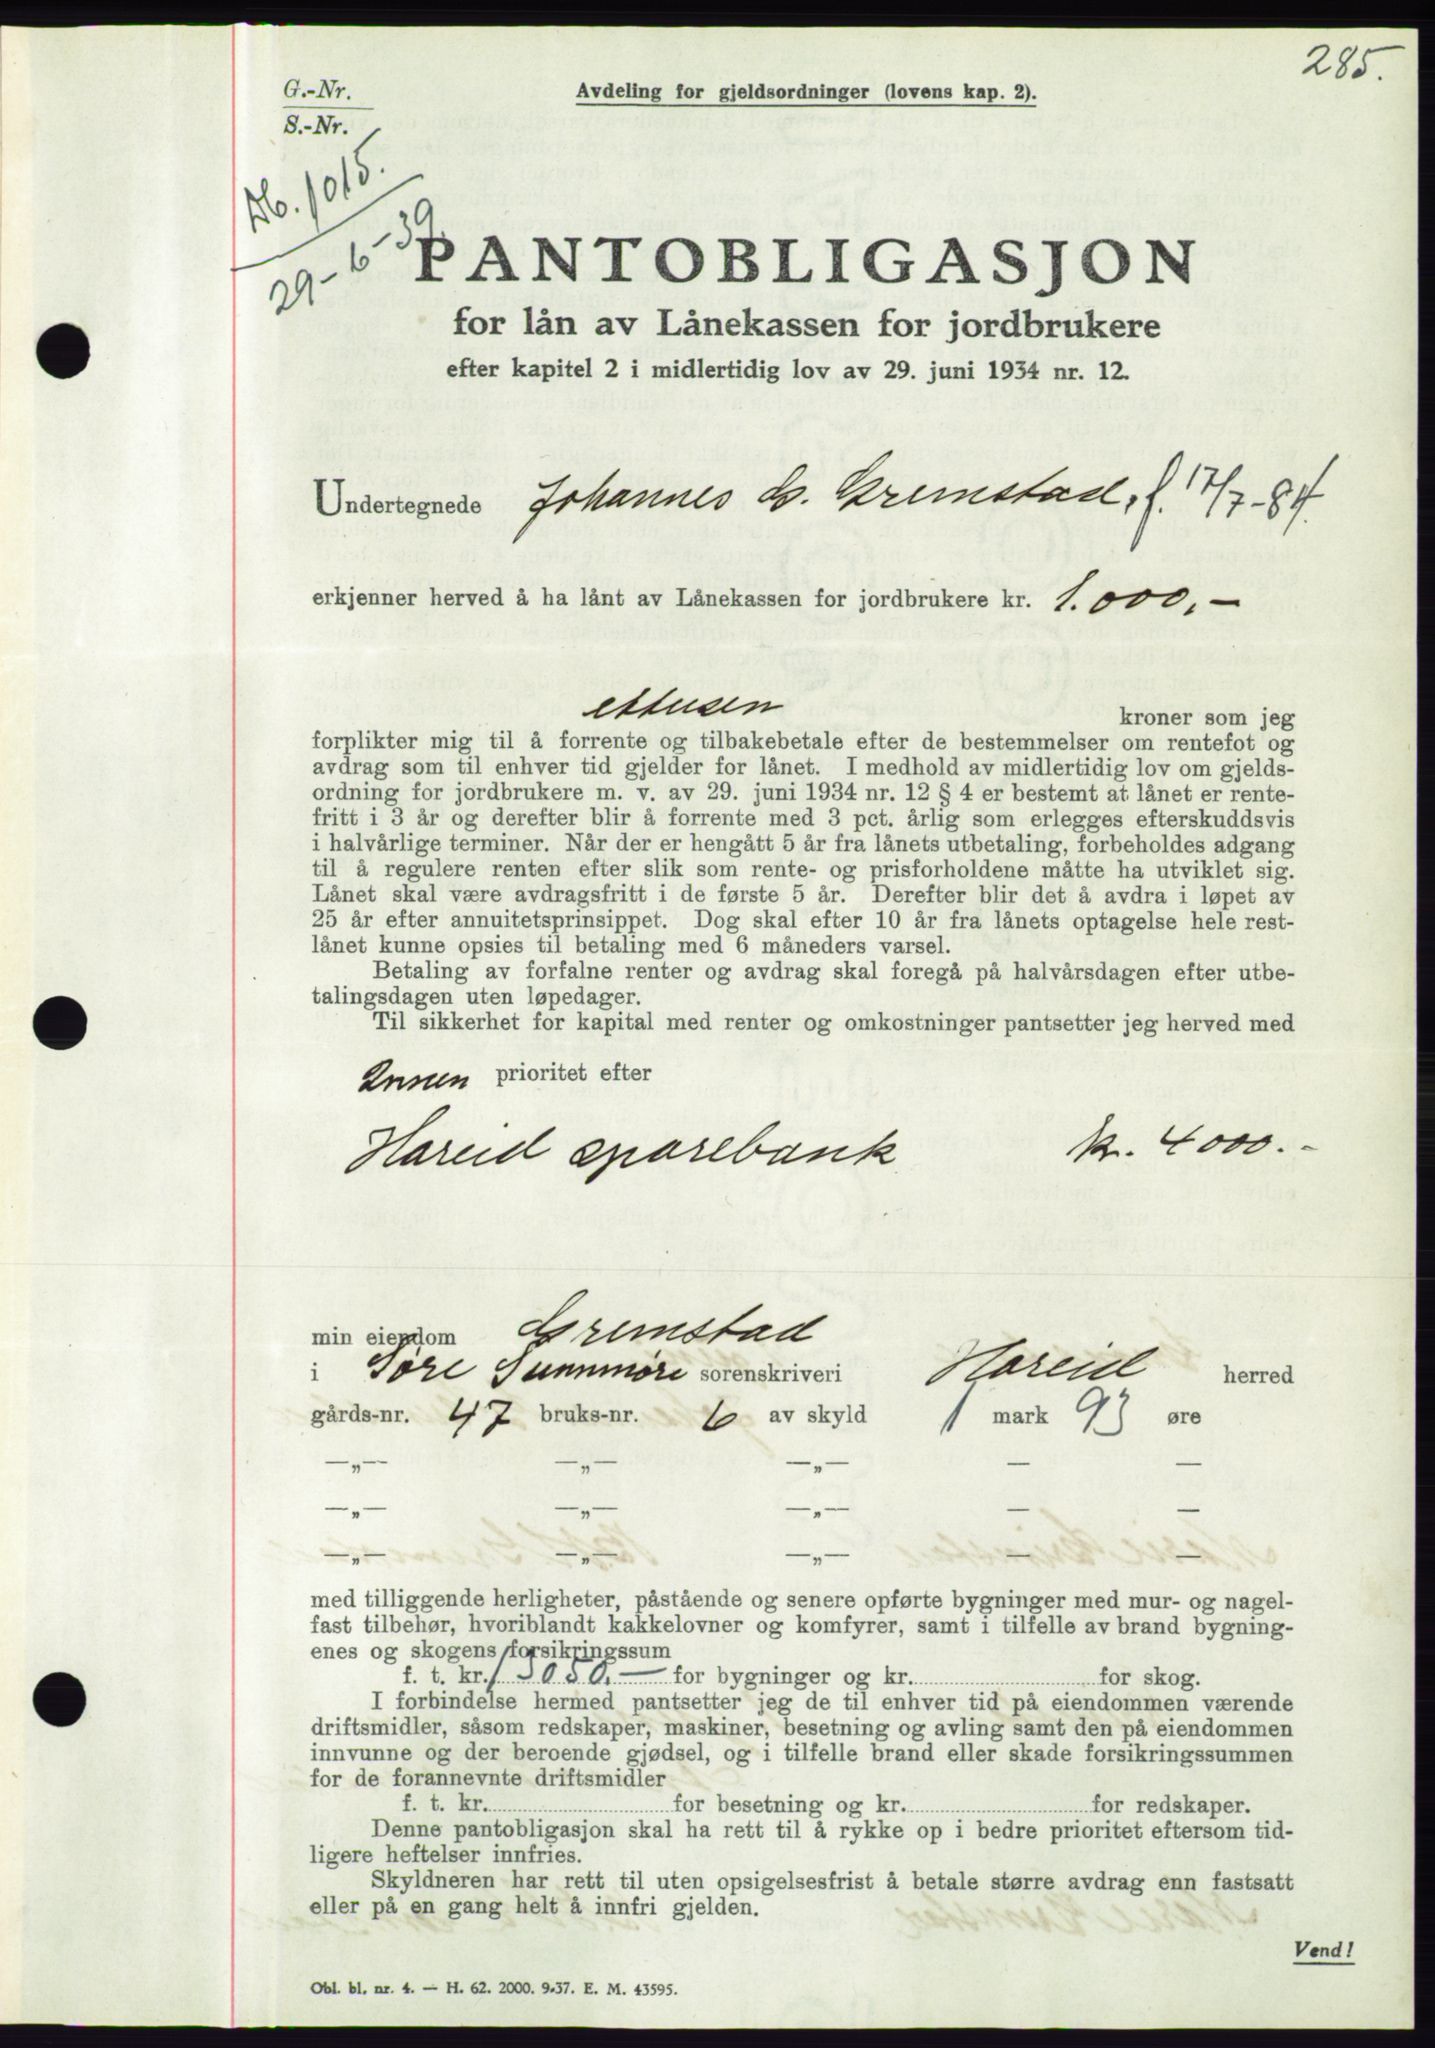 285.
G.-Nr.
Avdeling for gjeldsordninger (lovens kap. 2).
S.-Nr.
Db. 1015.
29-6-39.
PANTOBLIGASJON
for lån av Lånekassen for jordbrukere
efter kapitel 2 i midlertidig lov av 29. juni 1934 nr. 12.
Undertegnede Johannes G. Grimstad, f. 17/7-84.
erkjenner herved å ha lånt av Lånekassen for jordbrukere kr. 1.000,-
ettusen kroner som jeg
forplikter mig til å forrente og tilbakebetale efter de bestemmelser om rentefot og
avdrag som til enhver tid gjelder for lånet. I medhold av midlertidig lov om gjelds-
ordning for jordbrukere m. v. av 29. juni 1934 nr. 12 § 4 er bestemt at lånet er rente-
fritt i 3 år og derefter blir å forrente med 3 pct. årlig som erlegges efterskuddsvis
i halvårlige terminer. Når der er hengått 5 år fra lånets utbetaling, forbeholdes adgang
til å regulere renten efter slik som rente- og prisforholdene måtte ha utviklet sig.
Lånet skal være avdragsfritt i de første 5 år. Derefter blir det å avdra i løpet av
25 år efter annuitetsprinsippet. Dog skal efter 10 år fra lånets optagelse hele rest-
lånet kunne opsies til betaling med 6 måneders varsel.
Betaling av forfalne renter og avdrag skal foregå på halvårsdagen efter utbe-
talingsdagen uten løpedager.
Til sikkerhet for kapital med renter og omkostninger pantsetter jeg herved med
Annen prioritet efter
Hareid sparebank kr. 4000.-
min eiendom Grimstad
i Søre Sunnmøre sorenskriveri Hareid herred
gårds-nr. 47 bruks-nr. 6 av skyld 1 mark 93 øre
—„— —„— —„— — —
—„— —„— —„— — —
—„— —„— —„— — —
med tilliggende herligheter, påstående og senere opførte bygninger med mur- og nagel-
fast tilbehør, hvoriblandt kakkelovner og komfyrer, samt i tilfelle av brand bygning-
enes og skogens forsikringssum
f. t. kr. 13050,- for bygninger og kr. for skog.
I forbindelse hermed pantsetter jeg de til enhver tid på eiendommen værende
driftsmidler, såsom redskaper, maskiner, besetning og avling samt den på eiendommen
innvunne og der beroende gjødsel, og i tilfelle brand eller skade forsikringssummen
for de forannevnte driftsmidler
f. t. kr. for besetning og kr. for redskaper.
Denne pantobligasjon skal ha rett til å rykke op i bedre prioritet eftersom tid-
ligere heftelser innfries.
Skyldneren har rett til uten opsigelsesfrist å betale større avdrag enn fastsatt
eller på en gang helt å innfri gjelden.
Vend!
Obl. bl. nr. 4. — H. 62. 2000. 9-37. E. M. 43595.